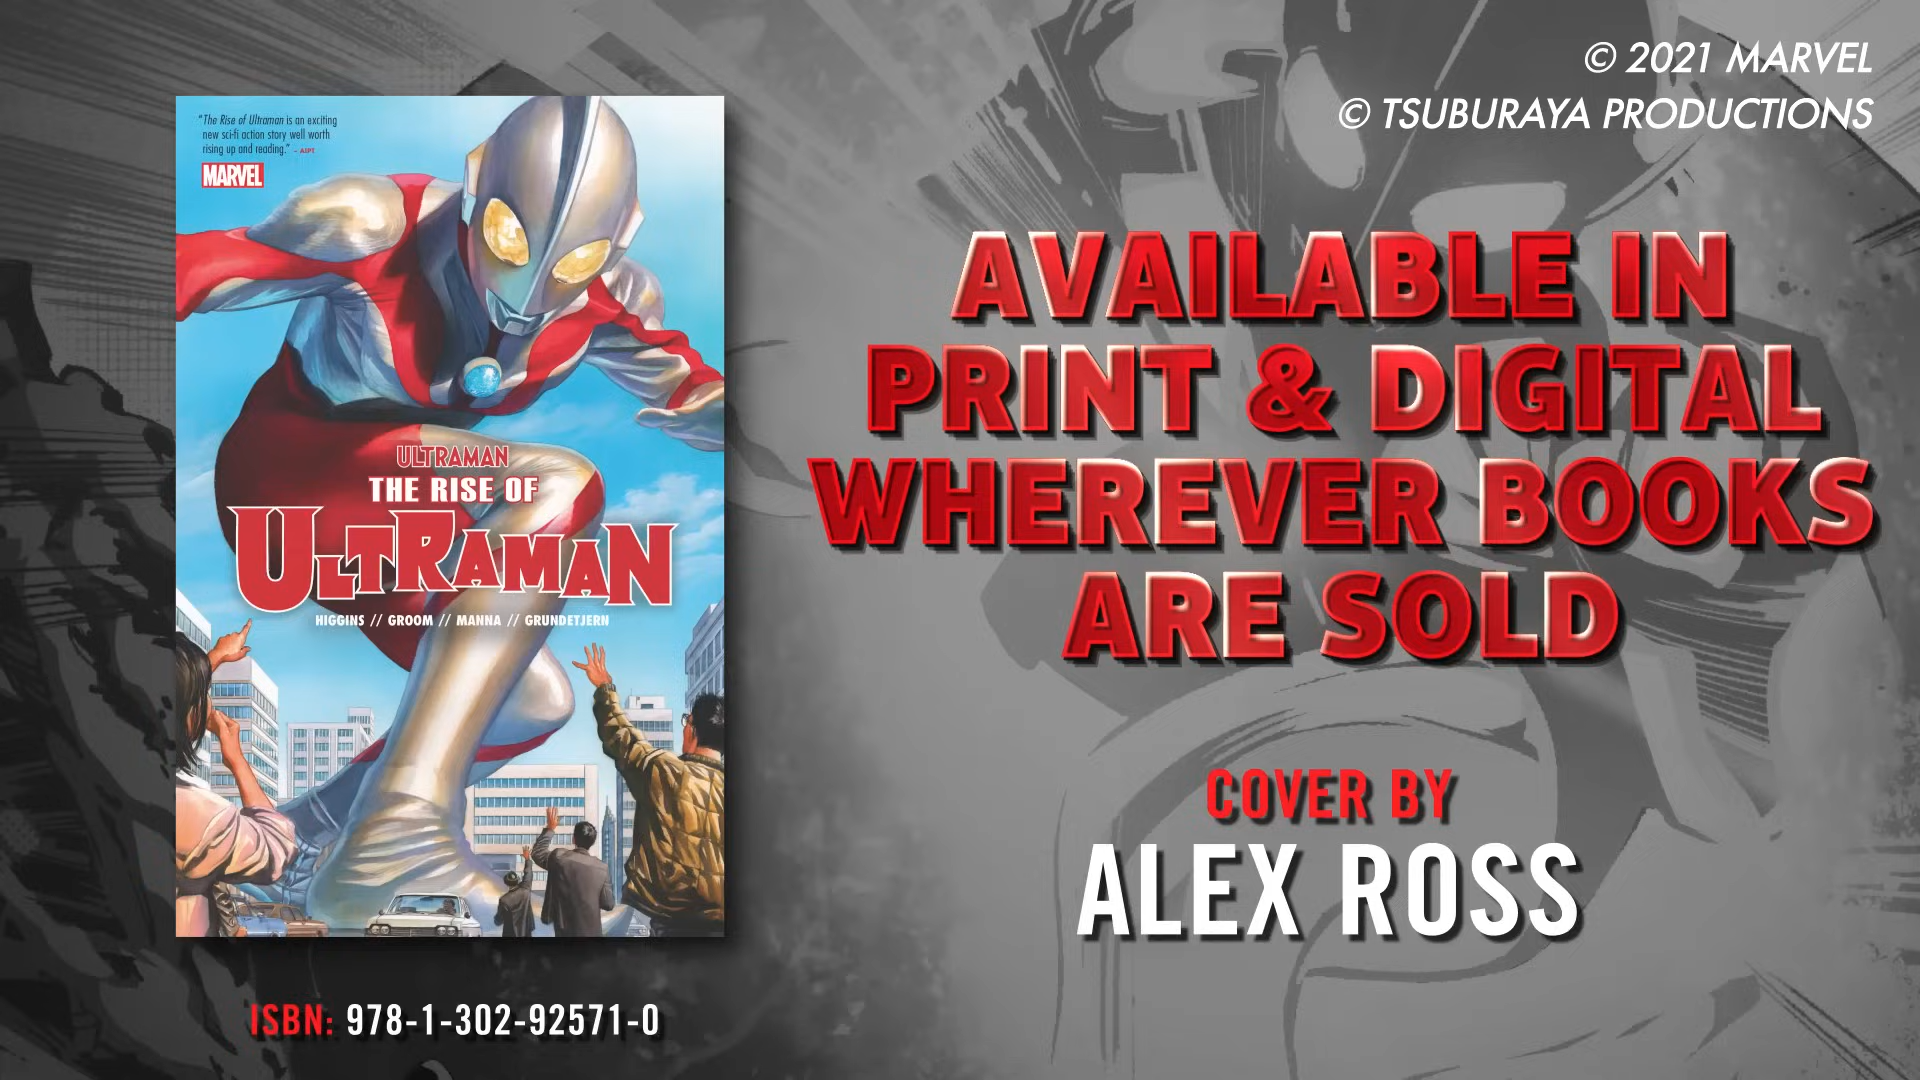 © 2021 MARVEL
© TSUBURAYA PRODUCTIONS
"The Rise of Ultraman is an exciting
new sci-fi action story well worth
rising up and reading." - AIPT
MARVEL
ULTRAMAN
THE RISE OF
ULTRAMAN
HIGGINS // GROOM // MANNA // GRUNDETJERN
ISBN: 978-1-302-92571-0
AVAILABLE IN
PRINT & DIGITAL
WHEREVER BOOKS
ARE SOLD
COVER BY
ALEX ROSS